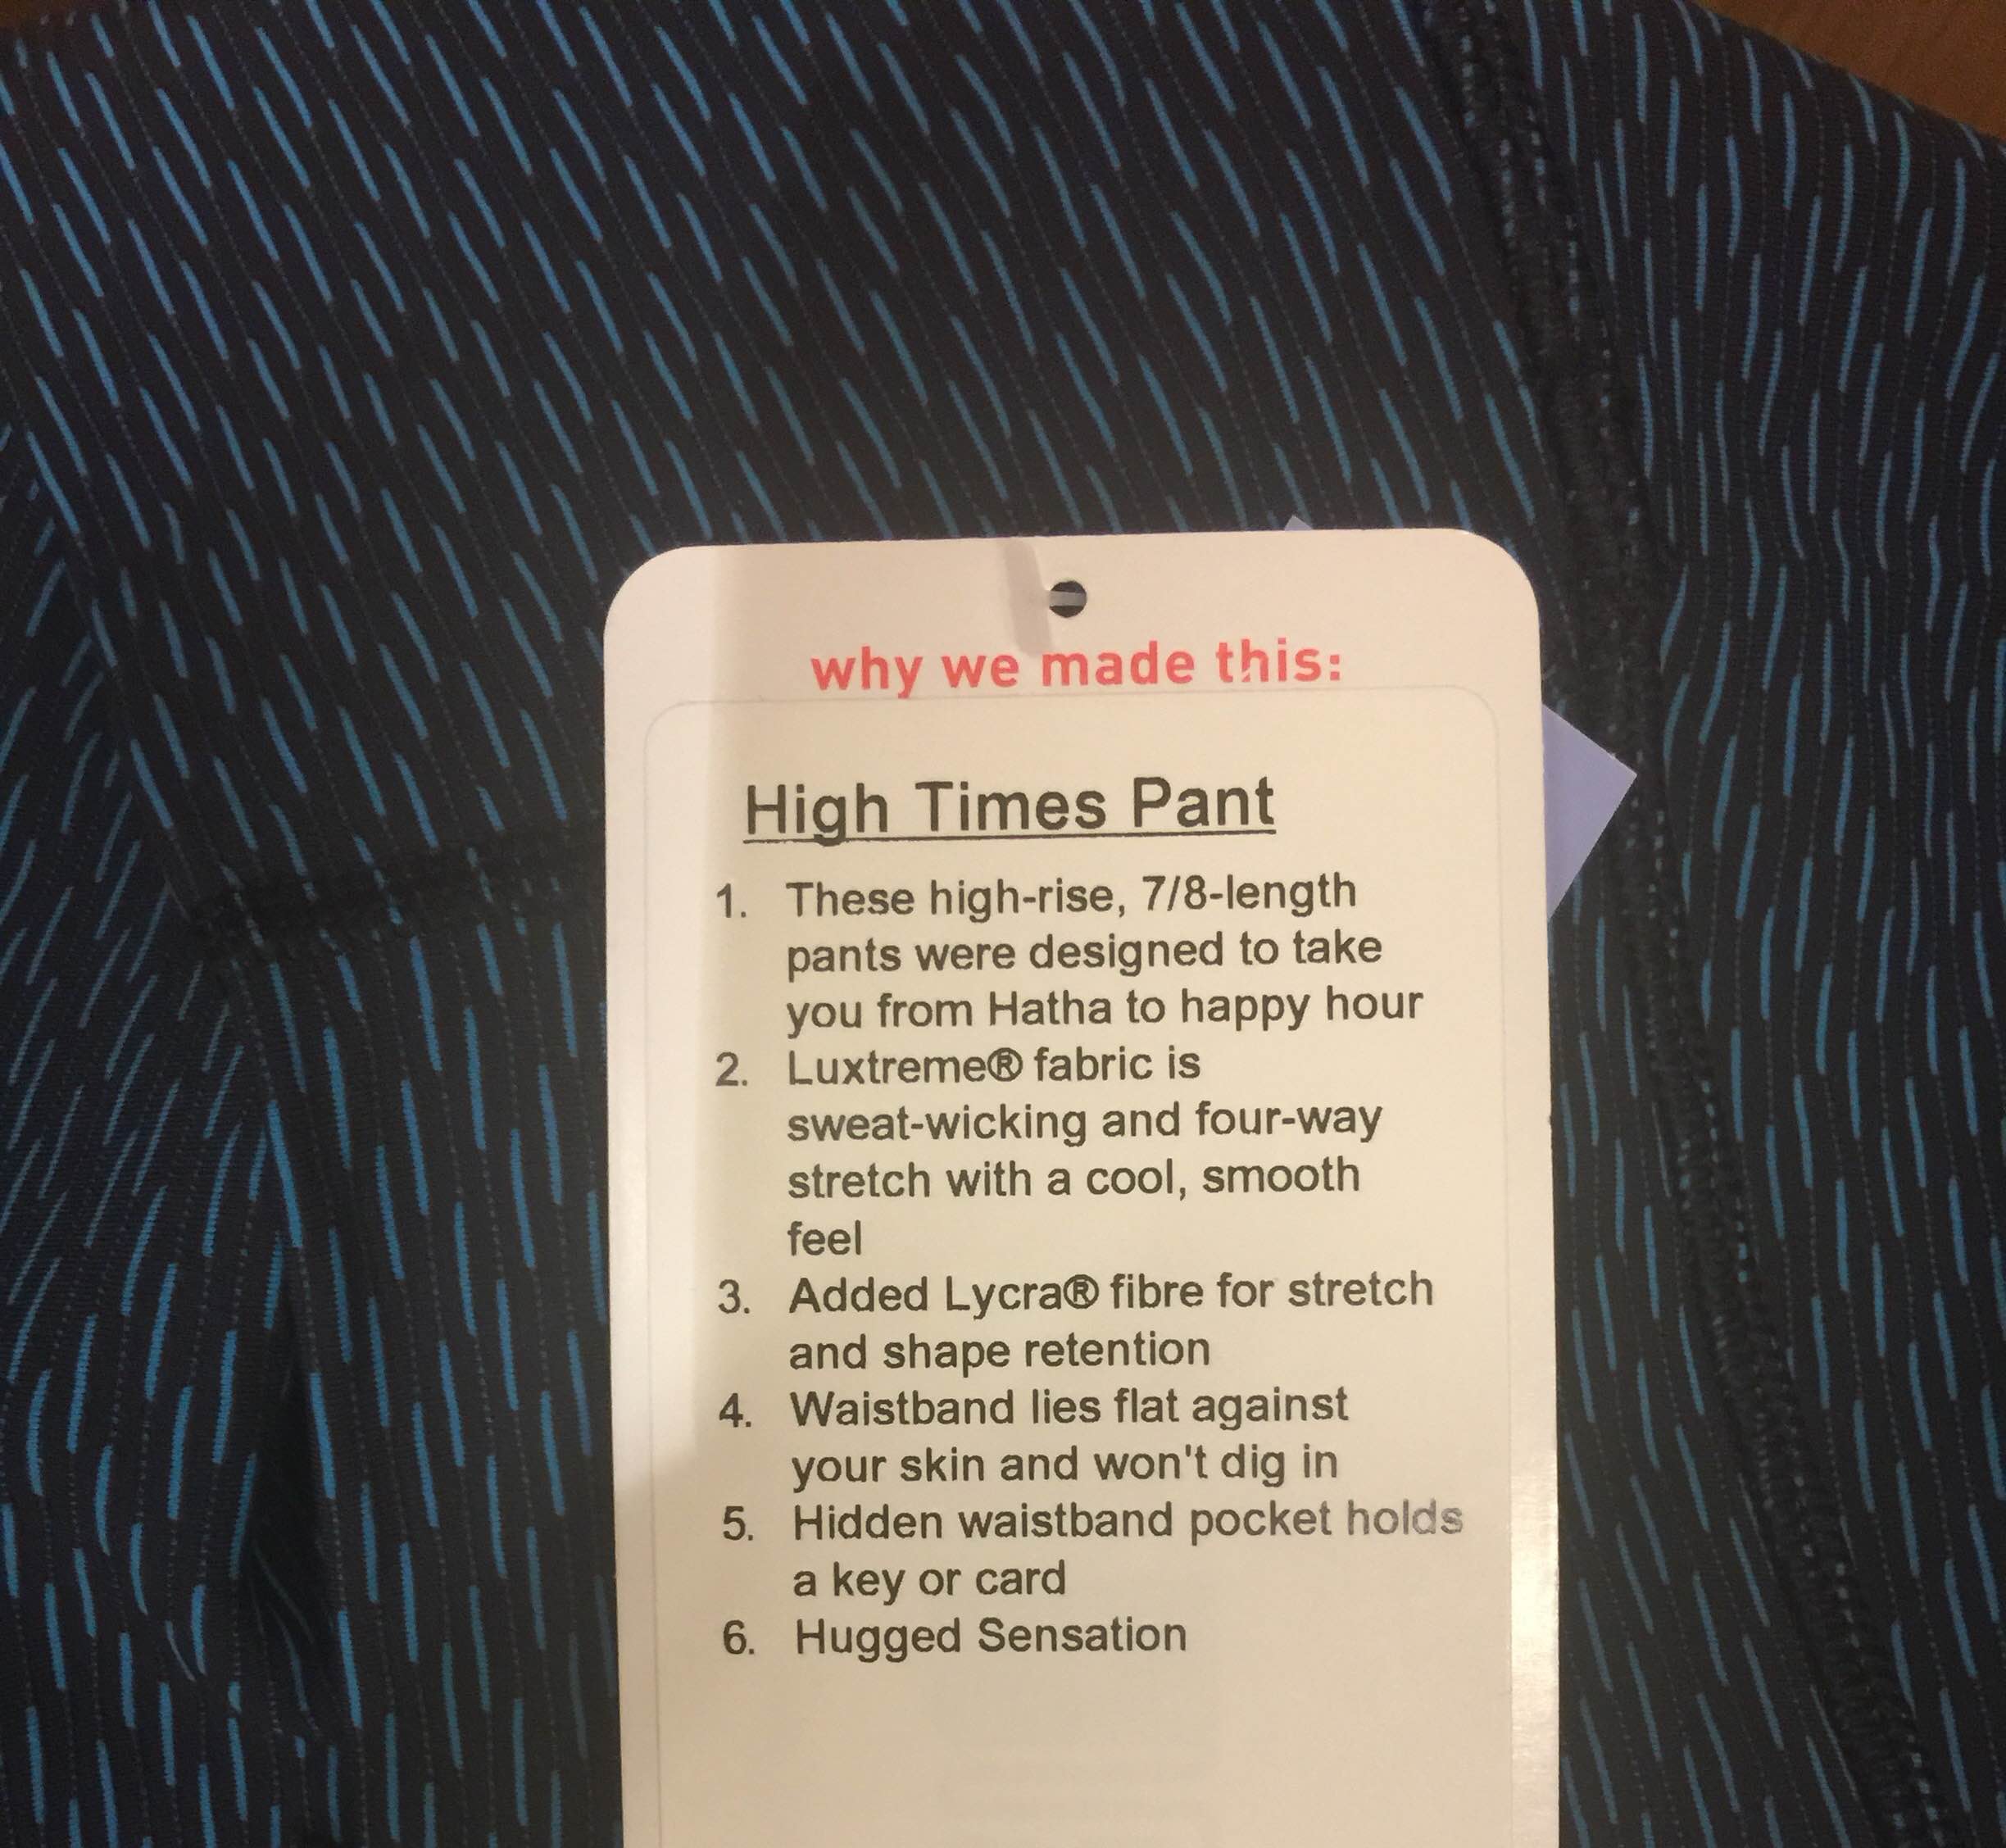 why we made this:
High Times Pant
1. These high-rise, 7/8-length
pants were designed to take
you from Hatha to happy hour
2. Luxtreme® fabric is
sweat-wicking and four-way
stretch with a cool, smooth
feel
3. Added Lycra® fibre for stretch
and shape retention
4. Waistband lies flat against
your skin and won't dig in
5. Hidden waistband pocket holds
a key or card
6. Hugged Sensation